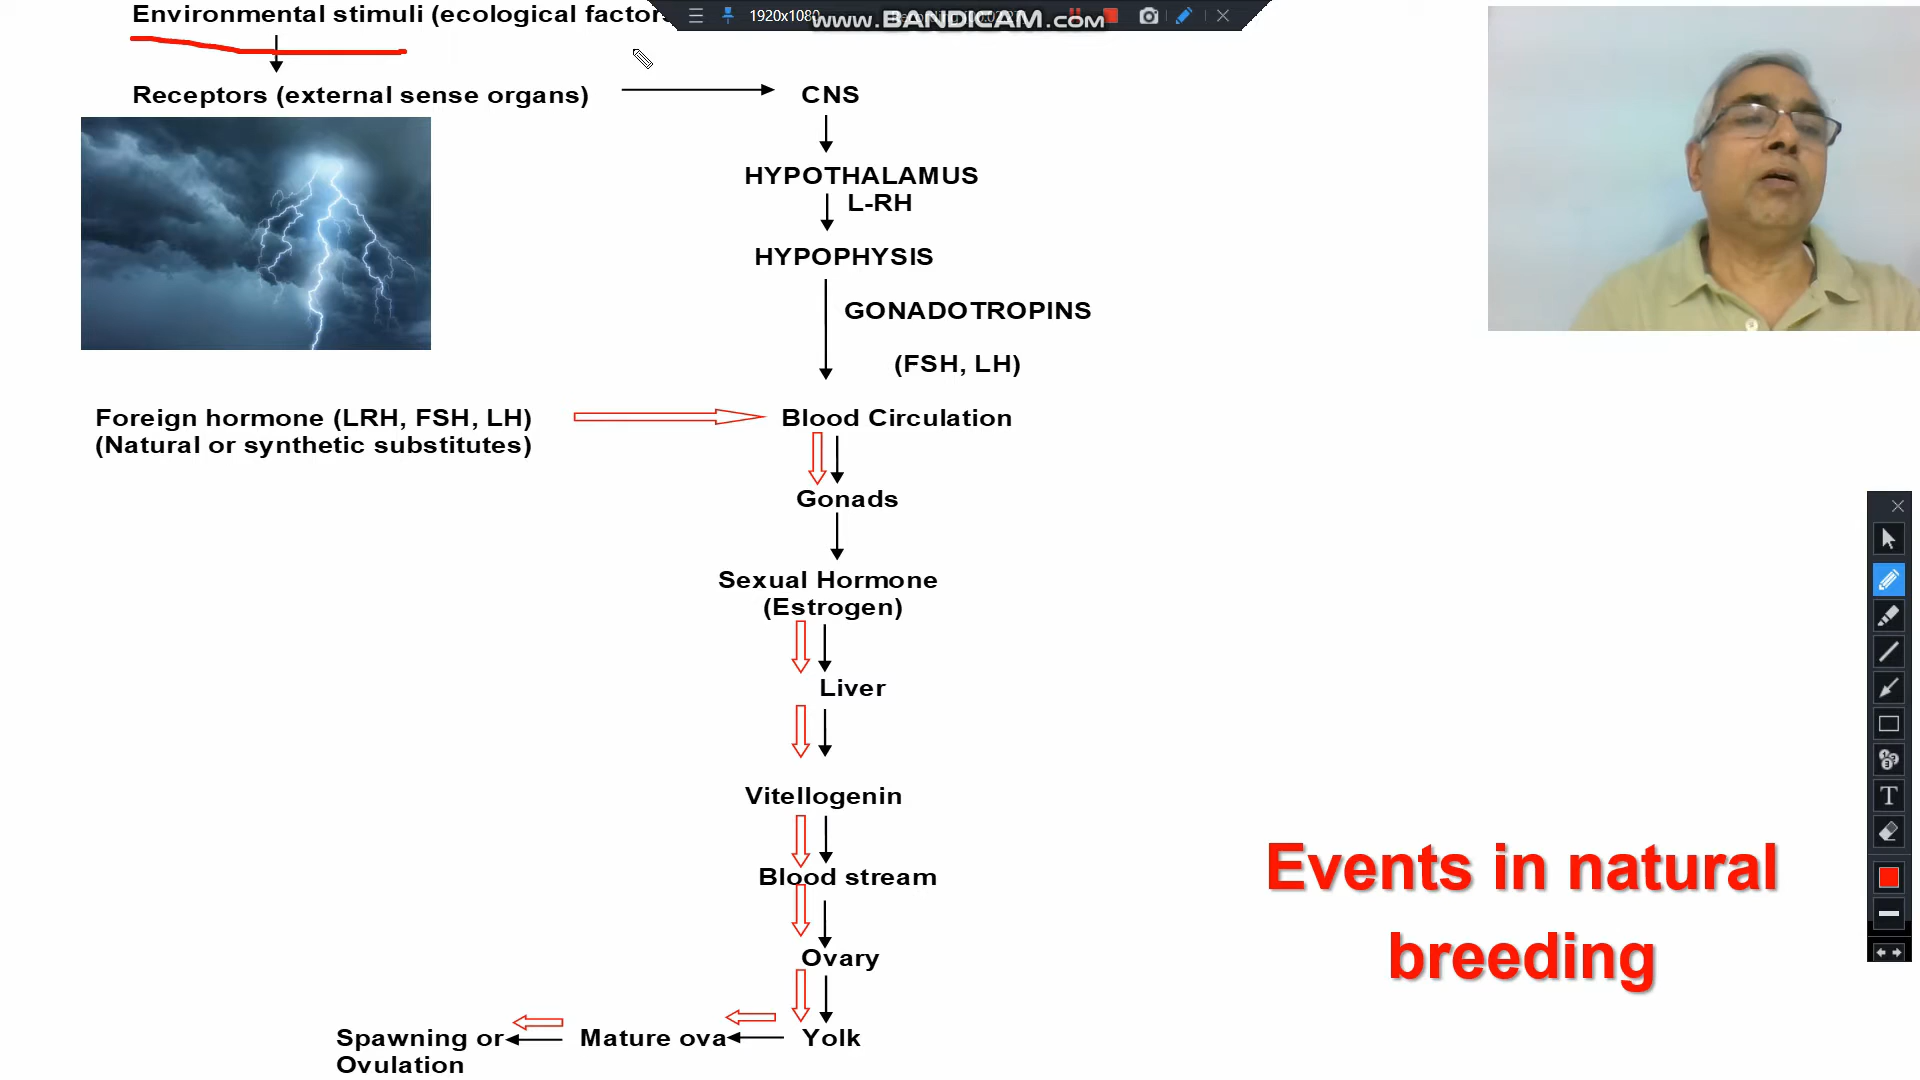 Environmental stimuli (ecological factors
1920x1080
www.BANDICAM.com
Receptors (external sense organs)
CNS
HYPOTHALAMUS
L-RH
HYPOPHYSIS
GONADOTROPINS
(FSH, LH)
Foreign hormone (LRH, FSH, LH)
(Natural or synthetic substitutes)
Blood Circulation
Gonads
Sexual Hormone
(Estrogen)
Liver
Vitellogenin
Blood stream
Ovary
Yolk
Mature ova
Spawning or
Ovulation
Events in natural
breeding
T